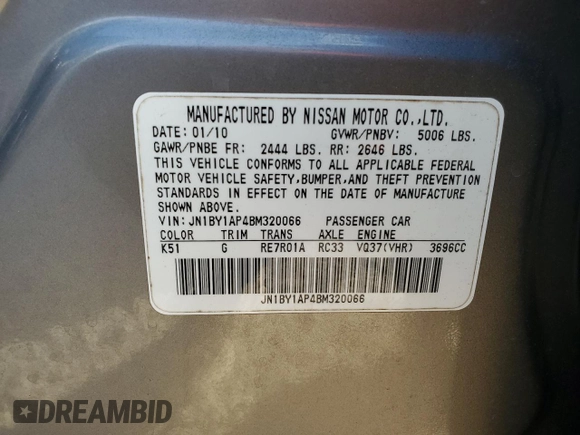 MANUFACTURED BY NISSAN MOTOR CO.,LTD.
DATE: 01/10 GVWR/PNBV: 5006 LBS.
GAWR/PNBE FR: 2444 LBS. RR: 2646 LBS.
THIS VEHICLE CONFORMS TO ALL APPLICABLE FEDERAL
MOTOR VEHICLE SAFETY,BUMPER,AND THEFT PREVENTION
STANDARDS IN EFFECT ON THE DATE OF MANUFACTURE
SHOWN ABOVE.
VIN: JN1BY1AP4BM320066 PASSENGER CAR
COLOR TRIM TRANS AXLE ENGINE
K51 G RE7R01A RC33 VQ37(VHR) 3696CC
JN1BY1AP4BM320066
DREAMBID